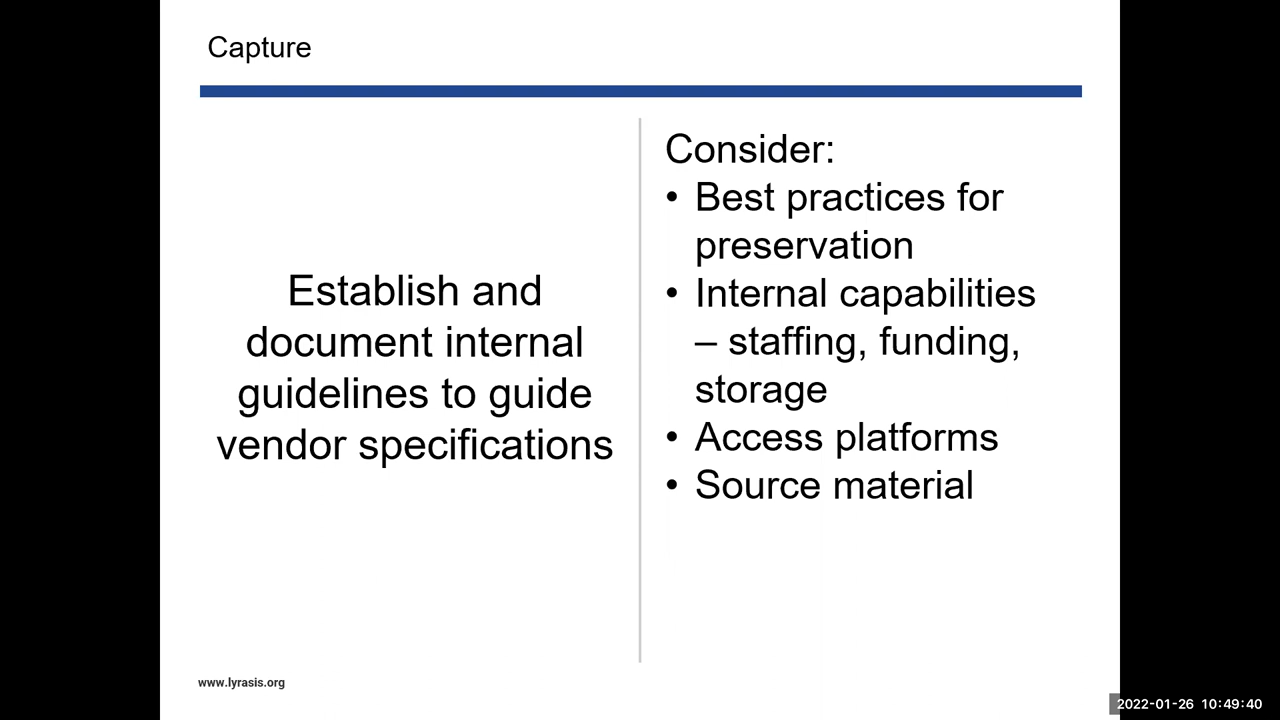 Capture
Establish and
document internal
guidelines to guide
vendor specifications
Consider:
• Best practices for
preservation
• Internal capabilities
– staffing, funding,
storage
• Access platforms
• Source material
www.lyrasis.org
2022-01-26 10:49:40